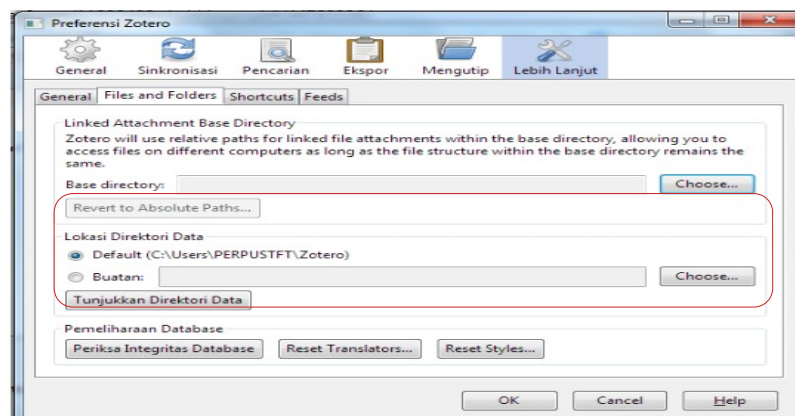 Preferensi Zotero
General Sinkronisasi Pencarian Ekspor Mengutip Lebih Lanjut
General Files and Folders Shortcuts Feeds
Linked Attachment Base Directory
Zotero will use relative paths for linked file attachments within the base directory, allowing you to
access files on different computers as long as the file structure within the base directory remains the
same.
Base directory: Choose...
Revert to Absolute Paths...
Lokasi Direktori Data
Default (C:\Users\PERPUSTFT\Zotero)
Buatan: Choose...
Tunjukkan Direktori Data
Pemeliharaan Database
Periksa Integritas Database Reset Translators... Reset Styles...
OK Cancel Help